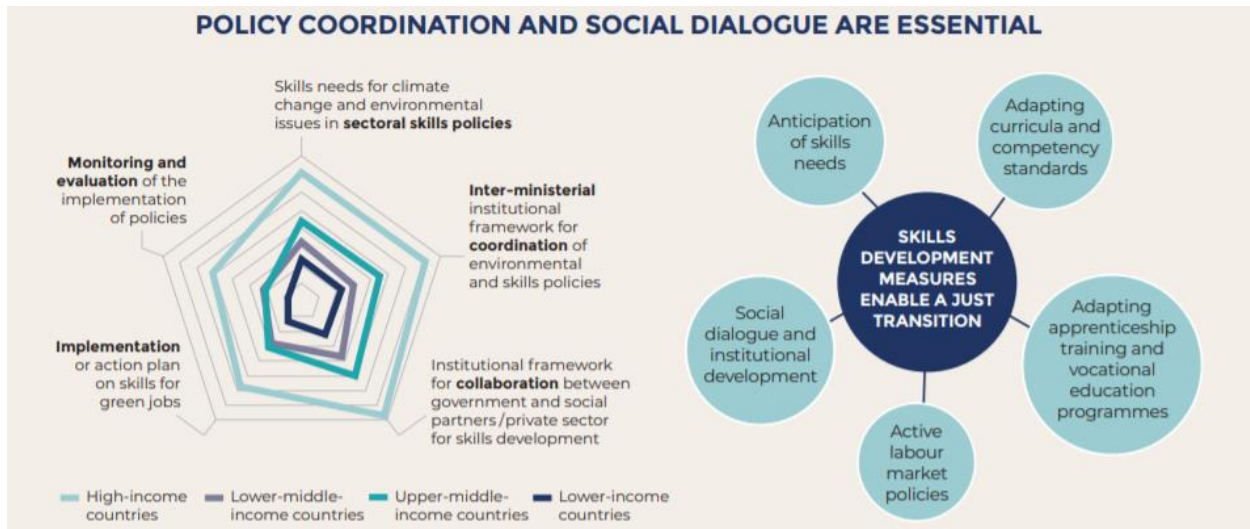 POLICY COORDINATION AND SOCIAL DIALOGUE ARE ESSENTIAL
Skills needs for climate
change and environmental
issues in sectoral skills policies
Monitoring and
evaluation of the
implementation
of policies
Inter-ministerial
institutional
framework for
coordination of
environmental
and skills policies
Implementation
or action plan
on skills for
green jobs
Institutional framework
for collaboration between
government and social
partners/private sector
for skills development
High-income
countries
Lower-middle-
income countries
Upper-middle-
income countries
Lower-income
countries
Anticipation
of skills
needs
Adapting
curricula and
competency
standards
SKILLS
DEVELOPMENT
MEASURES
ENABLE A JUST
TRANSITION
Social
dialogue and
institutional
development
Adapting
apprenticeship
training and
vocational
education
programmes
Active
labour
market
policies